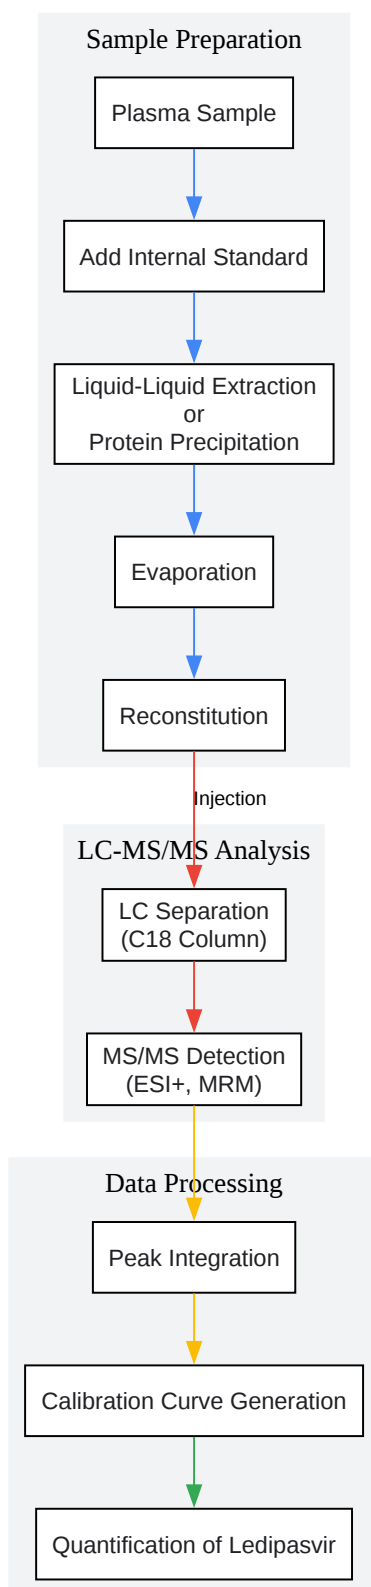 Sample Preparation
Plasma Sample
Add Internal Standard
Liquid-Liquid Extraction
or
Protein Precipitation
Evaporation
Reconstitution
Injection
LC-MS/MS Analysis
LC Separation
(C18 Column)
MS/MS Detection
(ESI+, MRM)
Data Processing
Peak Integration
Calibration Curve Generation
Quantification of Ledipasvir